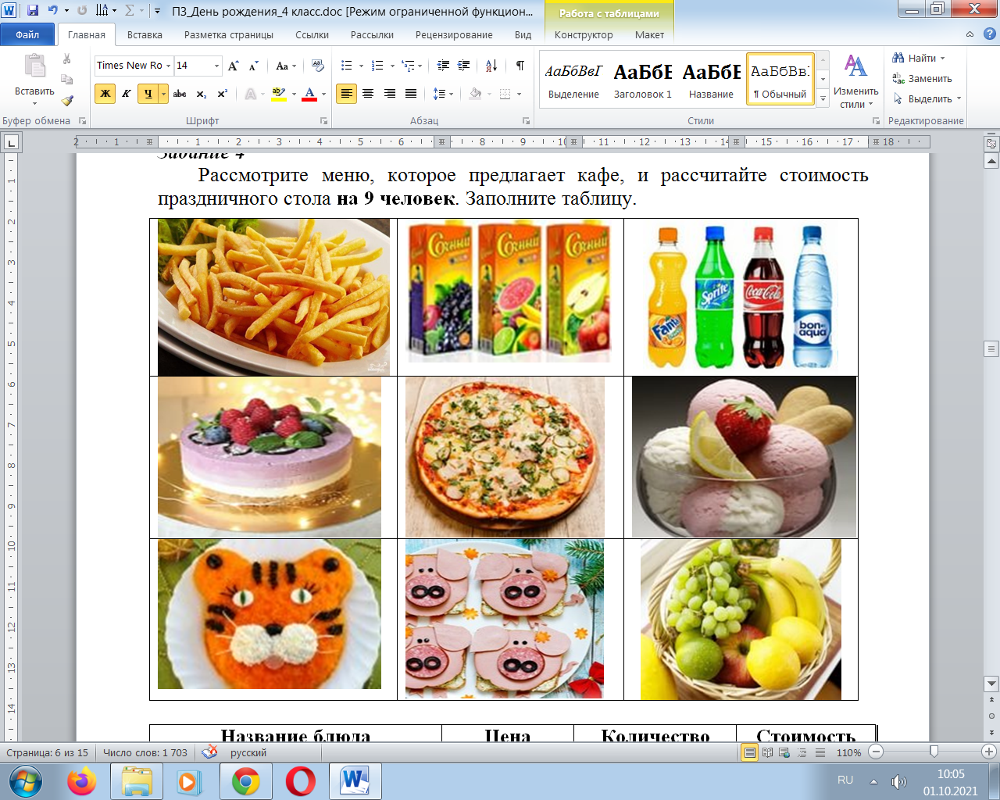 ПЗ_День рождения_4 класс.doc [Режим ограниченной функцион...
Работа с таблицами
Файл
Главная
Вставка
Разметка страницы
Ссылки
Рассылки
Рецензирование
Вид
Конструктор
Макет
Вставить
Times New Ro
14
Aa
Ж К Ч abc x₂ x²
АаБбВвГ
АаБбВ
АаБбВ
АаБбВв:
Выделение
Заголовок 1
Название
¶ Обычный
Изменить
стили
Найти
Заменить
Выделить
Буфер обмена
Шрифт
Абзац
Стили
Редактирование
Задание 4
Рассмотрите меню, которое предлагает кафе, и рассчитайте стоимость
праздничного стола на 9 человек. Заполните таблицу.
Сочный
Сочный
Сочный
Fanta
Sprite
Coca-Cola
bon
aqua
Название блюда
Цена
Количество
Стоимость
Страница: 6 из 15
Число слов: 1 703
русский
110%
RU
10:05
01.10.2021